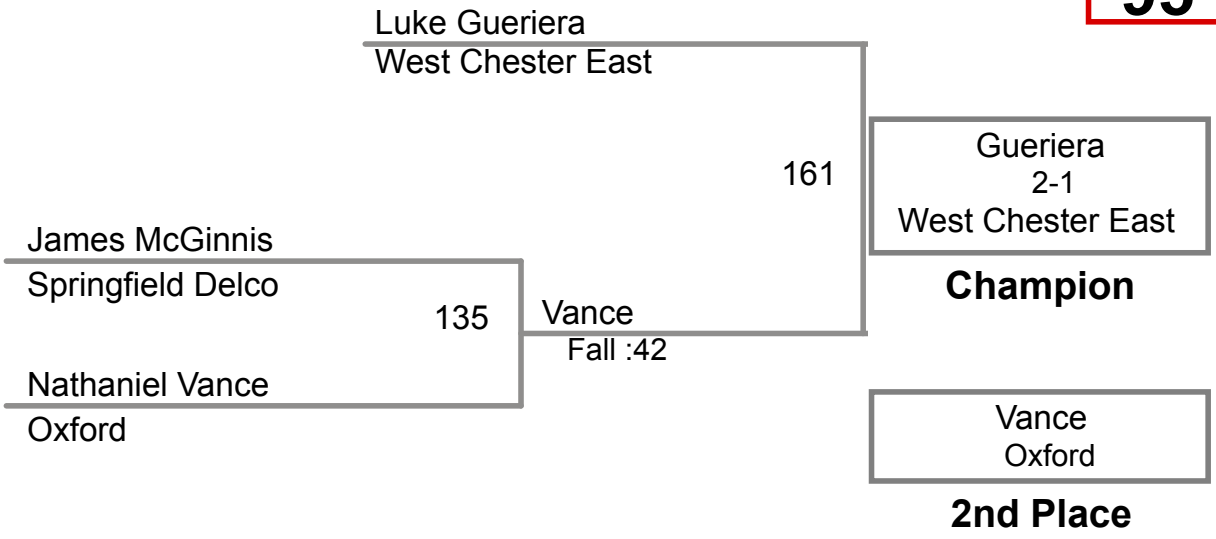 Luke Gueriera
West Chester East
161
Gueriera
2-1
West Chester East
Champion
James McGinnis
Springfield Delco
135
Vance
Fall :42
Nathaniel Vance
Oxford
Vance
Oxford
2nd Place